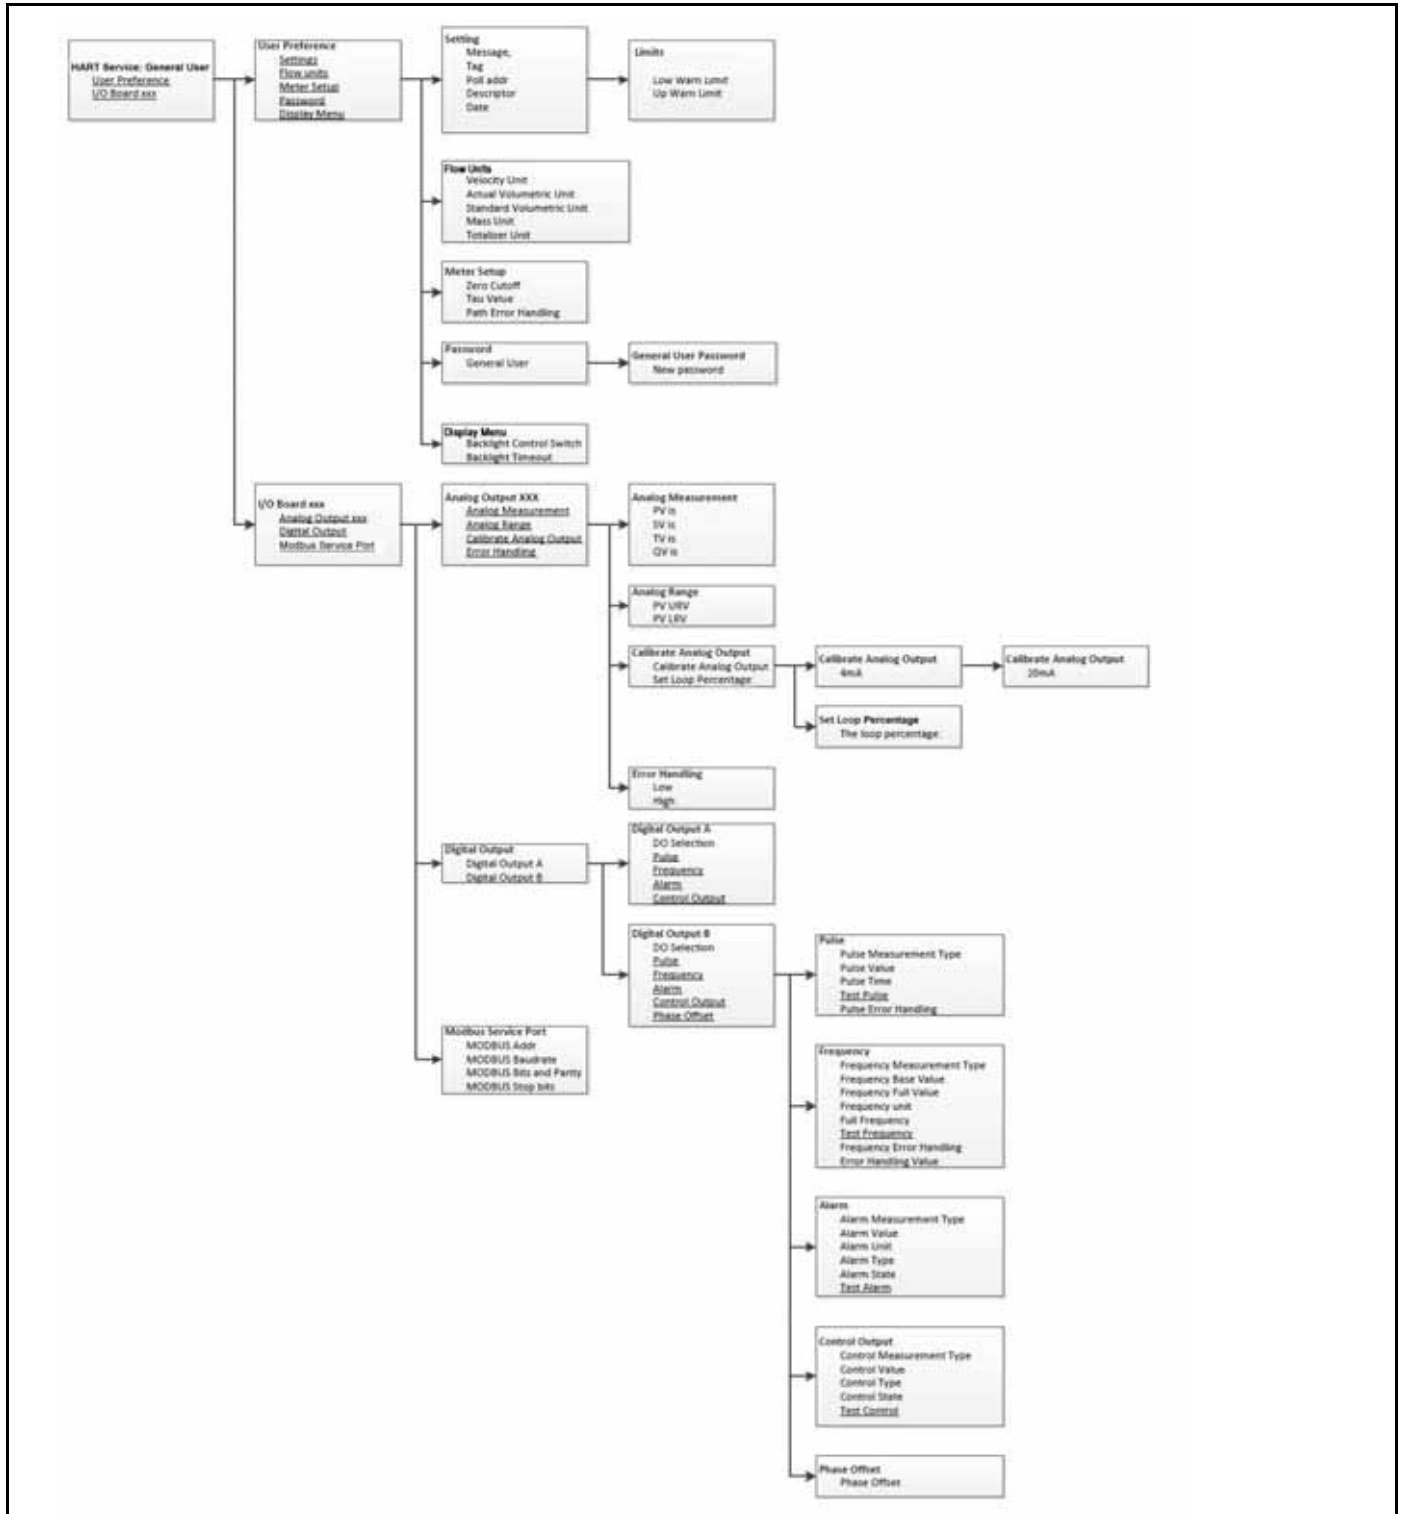 HART Service: General User
User Preference
I/O Board xxx
User Preference
Settings
Flow units
Meter Setup
Password
Display Menu
Setting
Message,
Tag
Poll addr
Descriptor
Date
Limits
Low Warn Limit
Up Warn Limit
Flow Units
Velocity Unit
Actual Volumetric Unit
Standard Volumetric Unit
Mass Unit
Totalizer Unit
Meter Setup
Zero Cutoff
Tau Value
Path Error Handling
Password
General User
General User Password
New password
Display Menu
Backlight Control Switch
Backlight Timeout
I/O Board xxx
Analog Output xxx
Digital Output
Modbus Service Port
Analog Output XXX
Analog Measurement
Analog Range
Calibrate Analog Output
Error Handling
Analog Measurement
PV is
SV is
TV is
QV is
Analog Range
PV URV
PV LRV
Calibrate Analog Output
Calibrate Analog Output
Set Loop Percentage
Calibrate Analog Output
4mA
Calibrate Analog Output
20mA
Set Loop Percentage
The loop percentage
Error Handling
Low
High
Digital Output
Digital Output A
Digital Output B
Digital Output A
DO Selection
Pulse
Frequency
Alarm
Control Output
Digital Output B
DO Selection
Pulse
Frequency
Alarm
Control Output
Phase Offset
Pulse
Pulse Measurement Type
Pulse Value
Pulse Time
Test Pulse
Pulse Error Handling
Modbus Service Port
MODBUS Addr
MODBUS Baudrate
MODBUS Bits and Parity
MODBUS Stop bits
Frequency
Frequency Measurement Type
Frequency Base Value
Frequency Full Value
Frequency unit
Full Frequency
Test Frequency
Frequency Error Handling
Error Handling Value
Alarm
Alarm Measurement Type
Alarm Value
Alarm Unit
Alarm Type
Alarm State
Test Alarm
Control Output
Control Measurement Type
Control Value
Control Type
Control State
Test Control
Phase Offset
Phase Offset